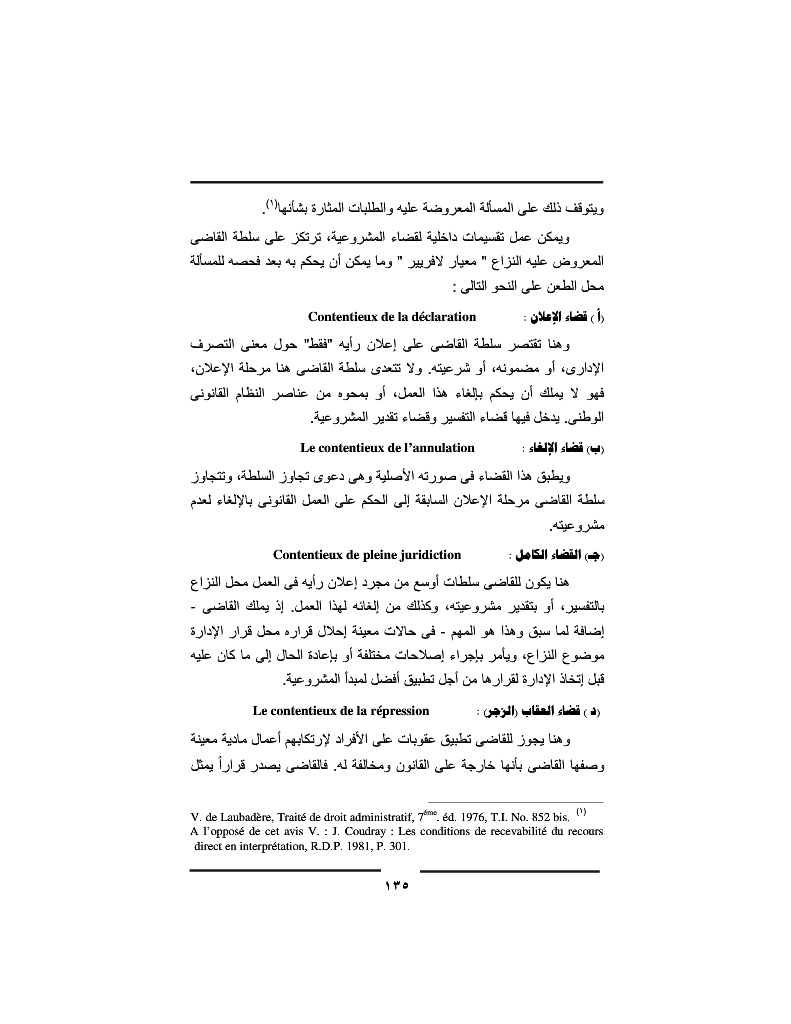 ويتوقف ذلك على المسألة المعروضة عليه والطلبات المثارة بشأنها(١).
ويمكن عمل تقسيمات داخلية لقضاء المشروعية، ترتكز على سلطة القاضى
المعروض عليه النزاع " معيار لافريير " وما يمكن أن يحكم به بعد فحصه للمسألة
محل الطعن على النحو التالى :
(أ ) قضاء الإعلان : Contentieux de la déclaration
وهنا تقتصر سلطة القاضى على إعلان رأيه "فقط" حول معنى التصرف
الإدارى، أو مضمونه، أو شرعيته. ولا تتعدى سلطة القاضى هنا مرحلة الإعلان،
فهو لا يملك أن يحكم بإلغاء هذا العمل، أو بمحوه من عناصر النظام القانونى
الوطنى. يدخل فيها قضاء التفسير وقضاء تقدير المشروعية.
(ب) قضاء الإلغاء : Le contentieux de l’annulation
ويطبق هذا القضاء فى صورته الأصلية وهى دعوى تجاوز السلطة، وتتجاوز
سلطة القاضى مرحلة الإعلان السابقة إلى الحكم على العمل القانونى بالإلغاء لعدم
مشروعيته.
(جـ) القضاء الكامل : Contentieux de pleine juridiction
هنا يكون للقاضى سلطات أوسع من مجرد إعلان رأيه فى العمل محل النزاع
بالتفسير، أو بتقدير مشروعيته، وكذلك من إلغائه لهذا العمل. إذ يملك القاضى -
إضافة لما سبق وهذا هو المهم - فى حالات معينة إحلال قراره محل قرار الإدارة
موضوع النزاع، ويأمر بإجراء إصلاحات مختلفة أو بإعادة الحال إلى ما كان عليه
قبل إتخاذ الإدارة لقرارها من أجل تطبيق أفضل لمبدأ المشروعية.
(د ) قضاء العقاب (الزجر) : Le contentieux de la répression
وهنا يجوز للقاضى تطبيق عقوبات على الأفراد لإرتكابهم أعمال مادية معينة
وصفها القاضى بأنها خارجة على القانون ومخالفة له. فالقاضى يصدر قراراً يمثل
V. de Laubadère, Traité de droit administratif, 7éme. éd. 1976, T.I. No. 852 bis. (١)
A l’opposé de cet avis V. : J. Coudray : Les conditions de recevabilité du recours
direct en interprétation, R.D.P. 1981, P. 301.
١٣٥